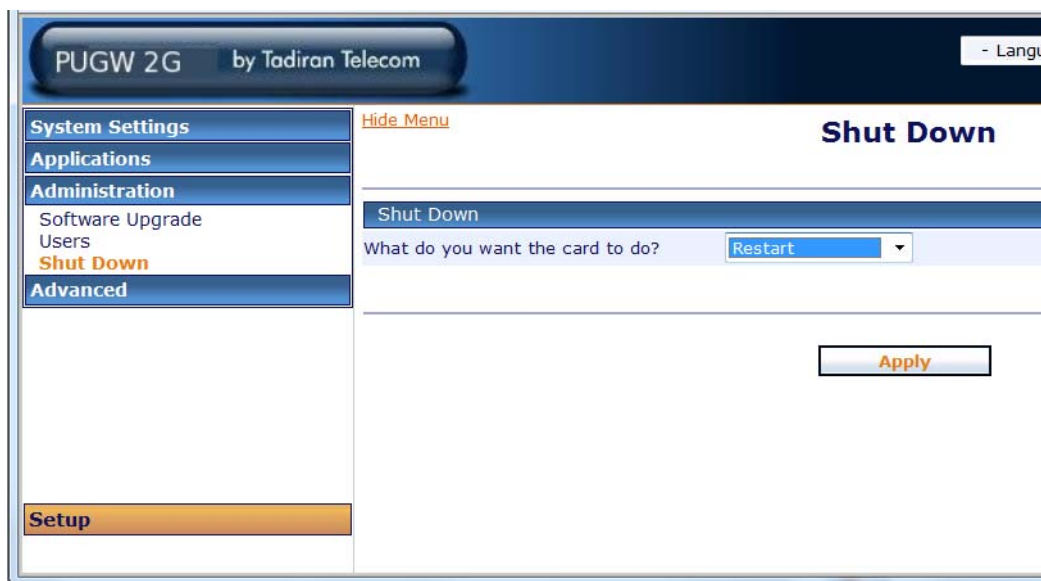 PUGW 2G by Tadiran Telecom
- Langu
System Settings
Applications
Administration
Software Upgrade
Users
Shut Down
Advanced
Setup
Hide Menu
Shut Down
Shut Down
What do you want the card to do? Restart
Apply